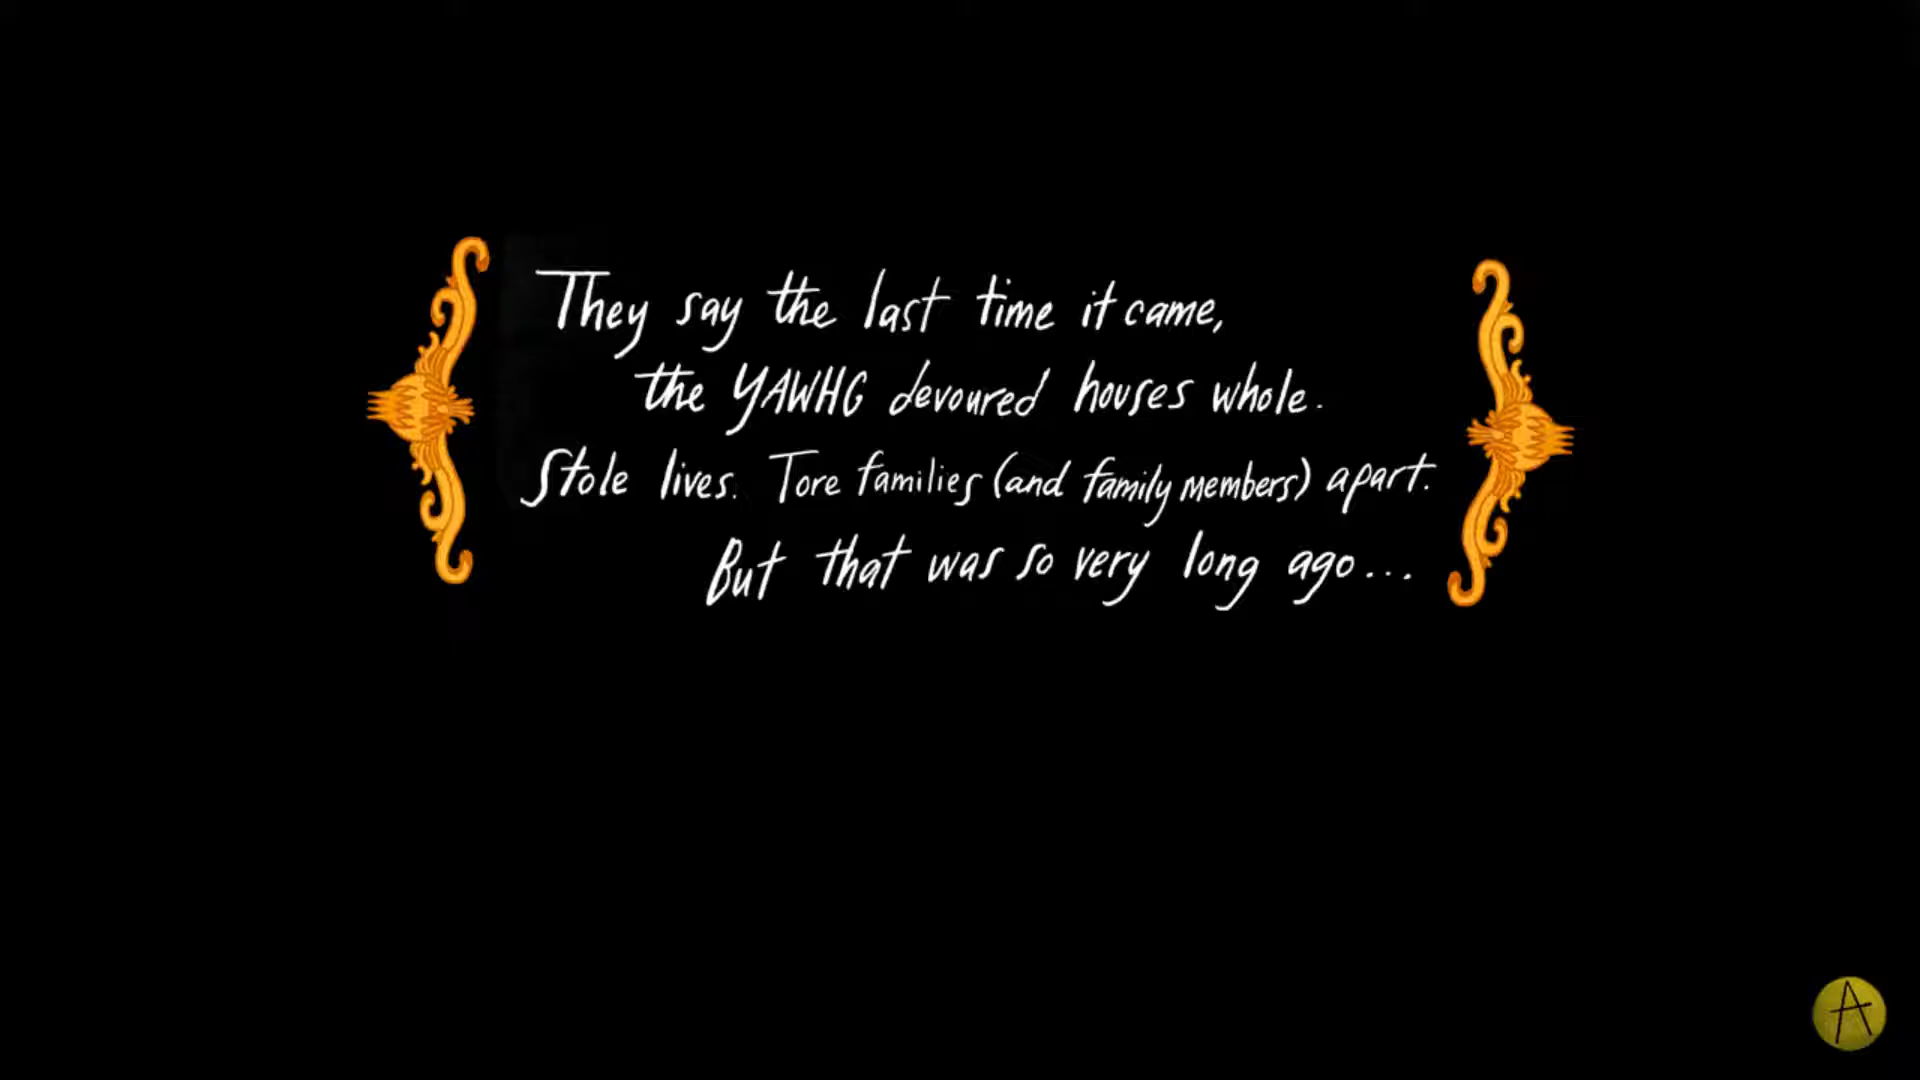 They say the last time it came,
the YAWHG devoured houses whole.
Stole lives. Tore families (and family members) apart.
But that was so very long ago...
A